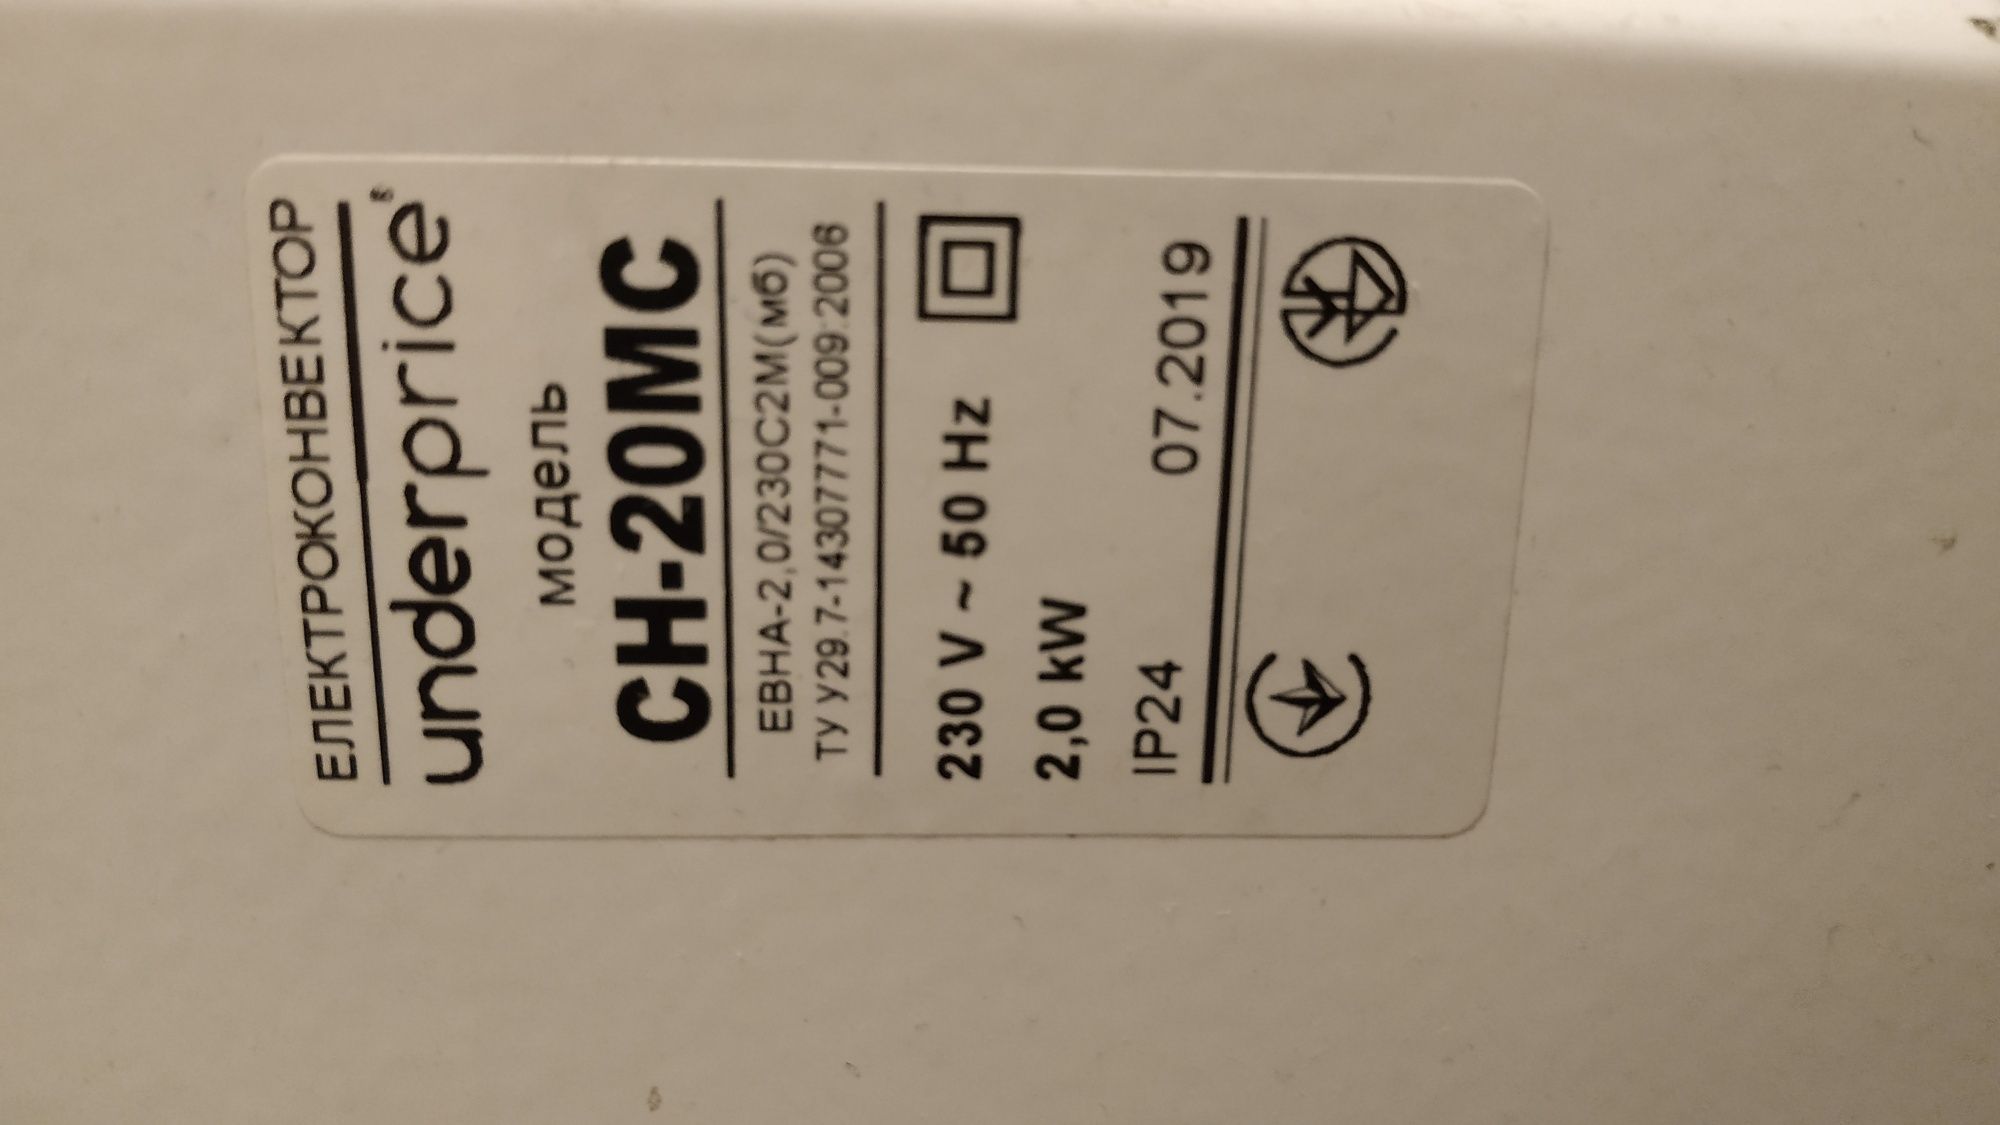 ЕЛЕКТРОКОНВЕКТОР
underprice®
модель
CH-20MC
ЕВНА-2,0/230С2М(мб)
ТУ У29.7-14307771-009:2006
230 V ~ 50 Hz
2,0 kW
IP24 07.2019